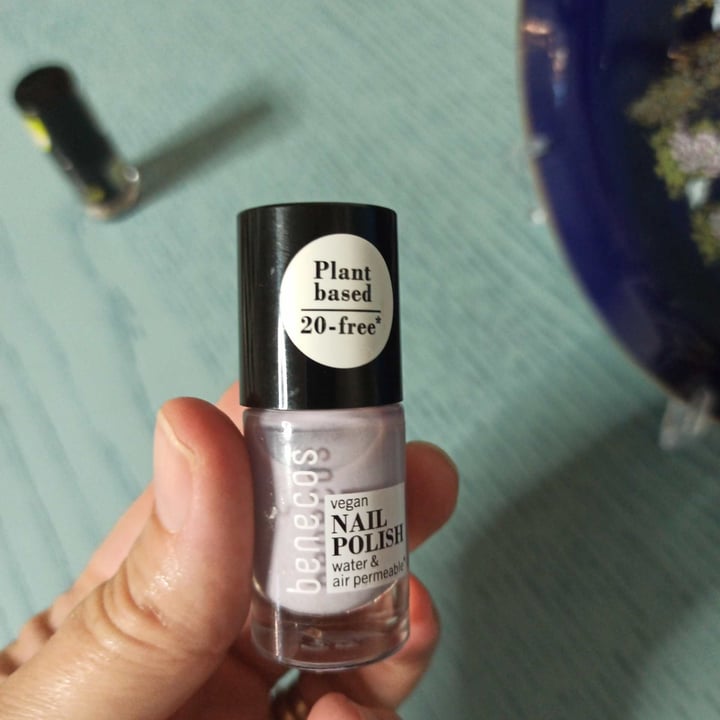 Plant
based
20-free*
benecos
vegan
NAIL
POLISH
water &
air permeable*